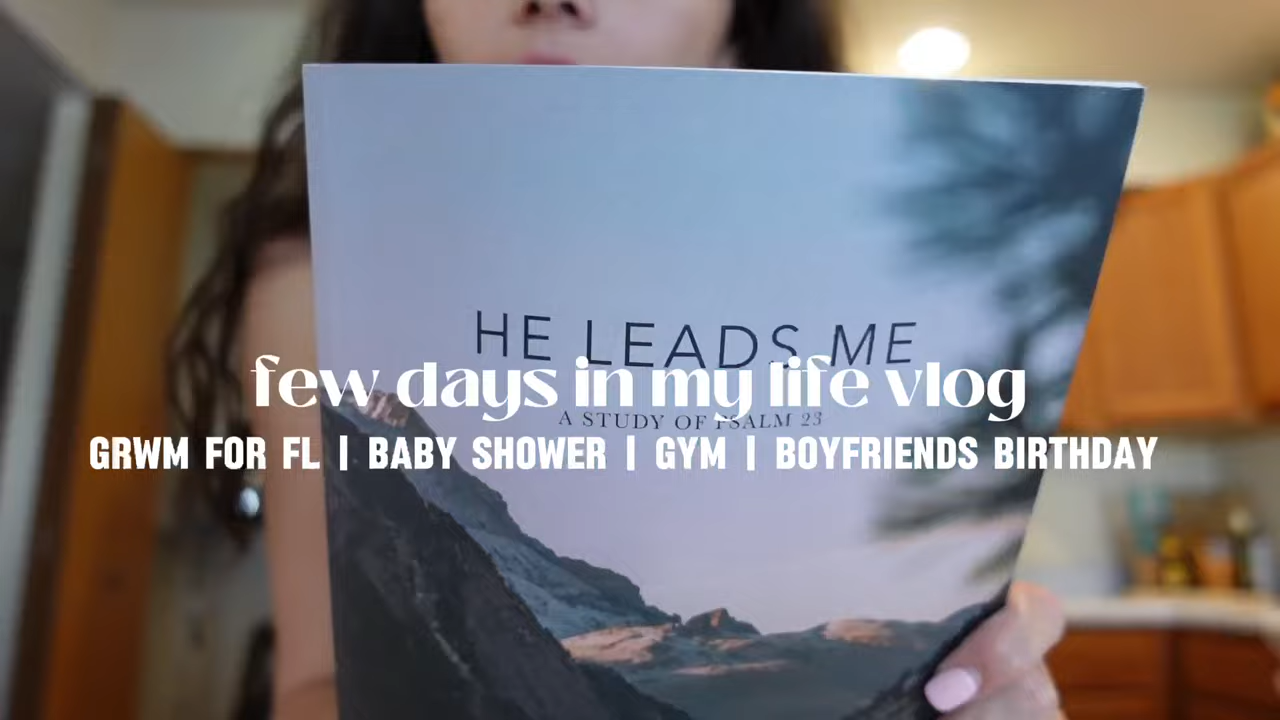 HE LEADS ME
few days in my life vlog
A STUDY OF PSALM 23
GRWM FOR FL | BABY SHOWER | GYM | BOYFRIENDS BIRTHDAY